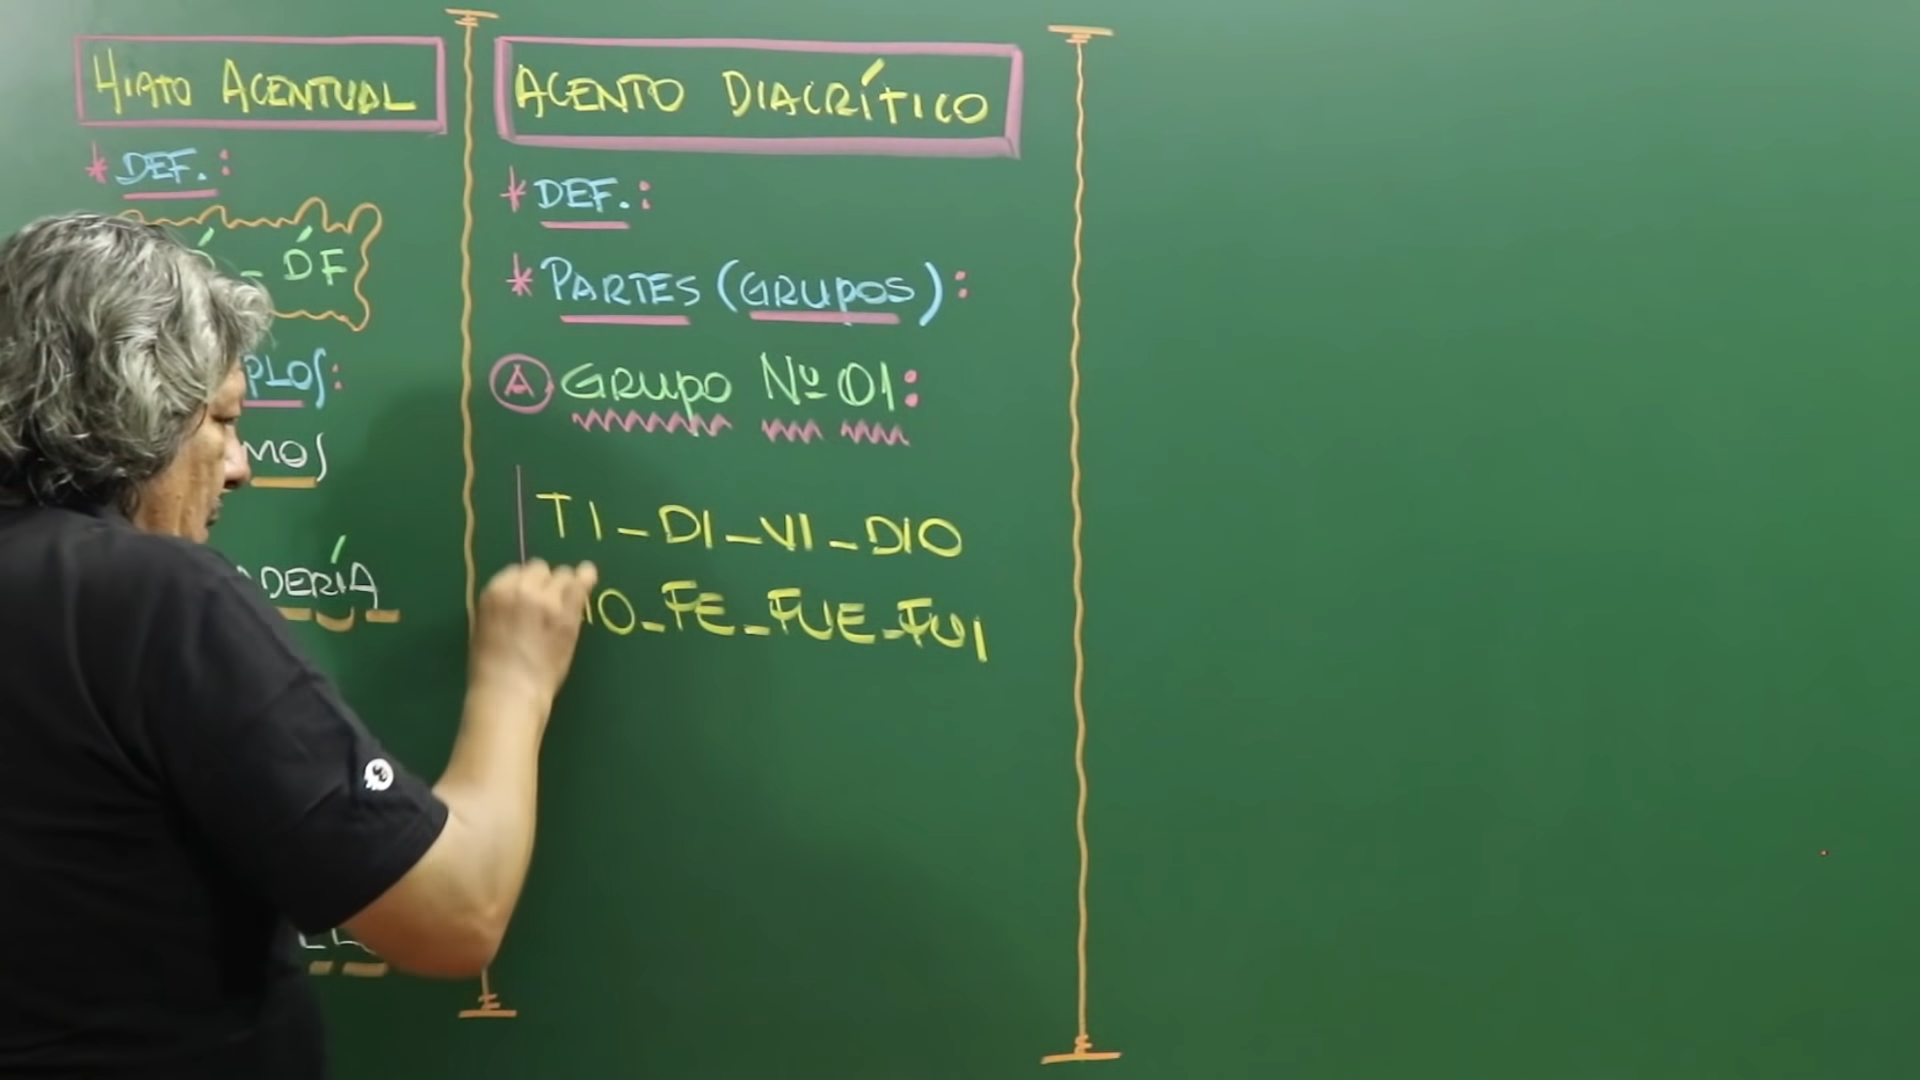 HIATO ACENTUAL
* DEF.:
- D́F
ACENTO DIACRÍTICO
* DEF.:
* PARTES (GRUPOS):
A GRUPO Nº 01:
TI - DI - VI - DIO
FE - FUE - FUI